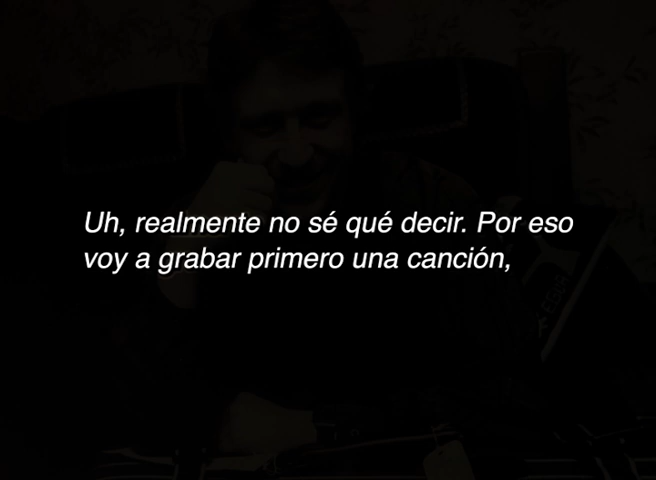 Uh, realmente no sé qué decir. Por eso
voy a grabar primero una canción,